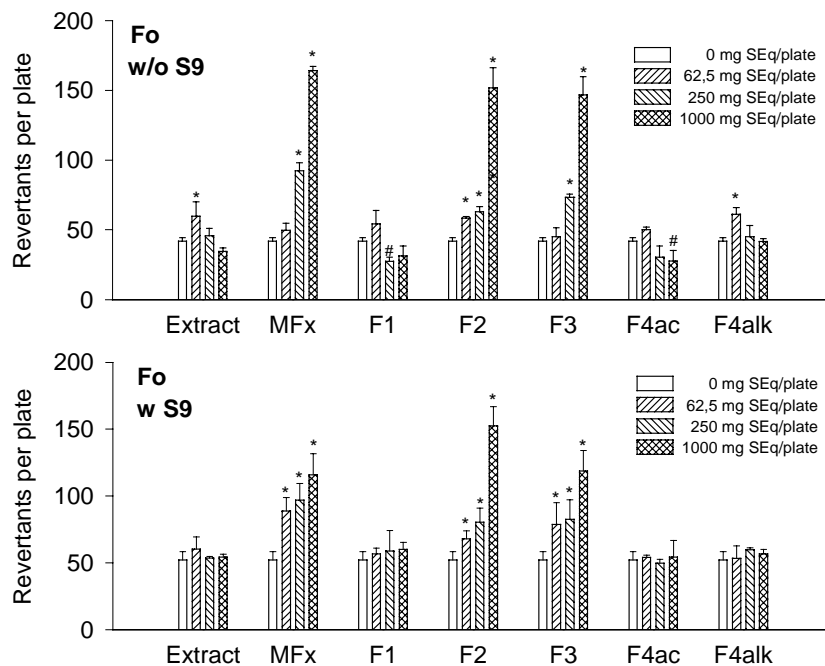 Fo
w/o S9
0 mg SEq/plate
62,5 mg SEq/plate
250 mg SEq/plate
1000 mg SEq/plate
Revertants per plate
200
150
100
50
0
* * * * # * * * * * # *
Extract MFx F1 F2 F3 F4ac F4alk
Fo
w S9
0 mg SEq/plate
62,5 mg SEq/plate
250 mg SEq/plate
1000 mg SEq/plate
Revertants per plate
200
150
100
50
0
* * * * * * * * *
Extract MFx F1 F2 F3 F4ac F4alk